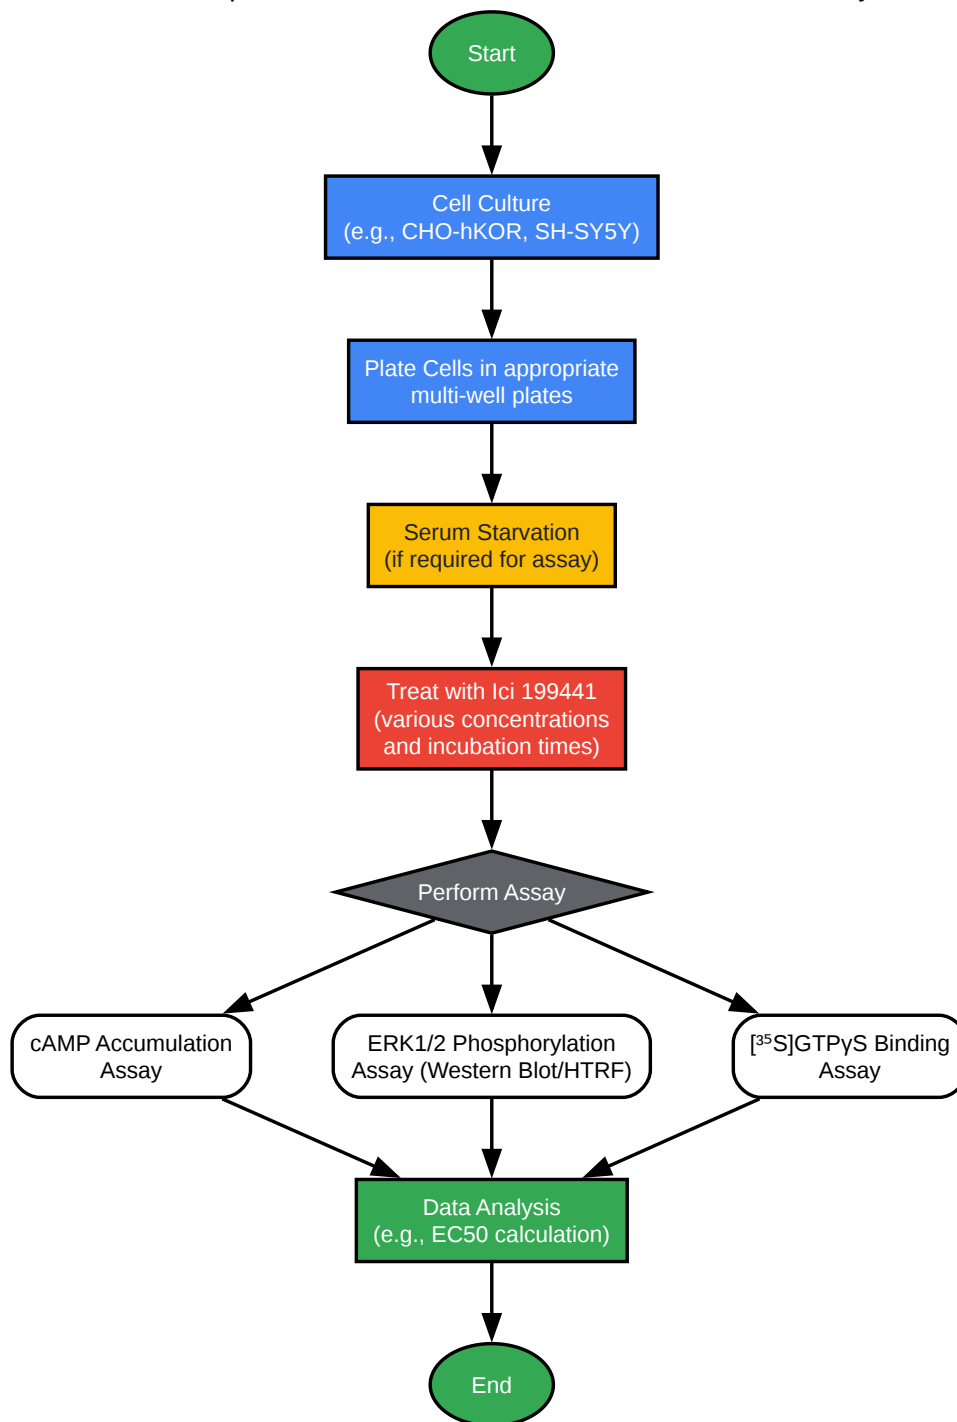 Start
Cell Culture
(e.g., CHO-hKOR, SH-SY5Y)
Plate Cells in appropriate
multi-well plates
Serum Starvation
(if required for assay)
Treat with Ici 199441
(various concentrations
and incubation times)
Perform Assay
cAMP Accumulation
Assay
ERK1/2 Phosphorylation
Assay (Western Blot/HTRF)
[³⁵S]GTPγS Binding
Assay
Data Analysis
(e.g., EC50 calculation)
End